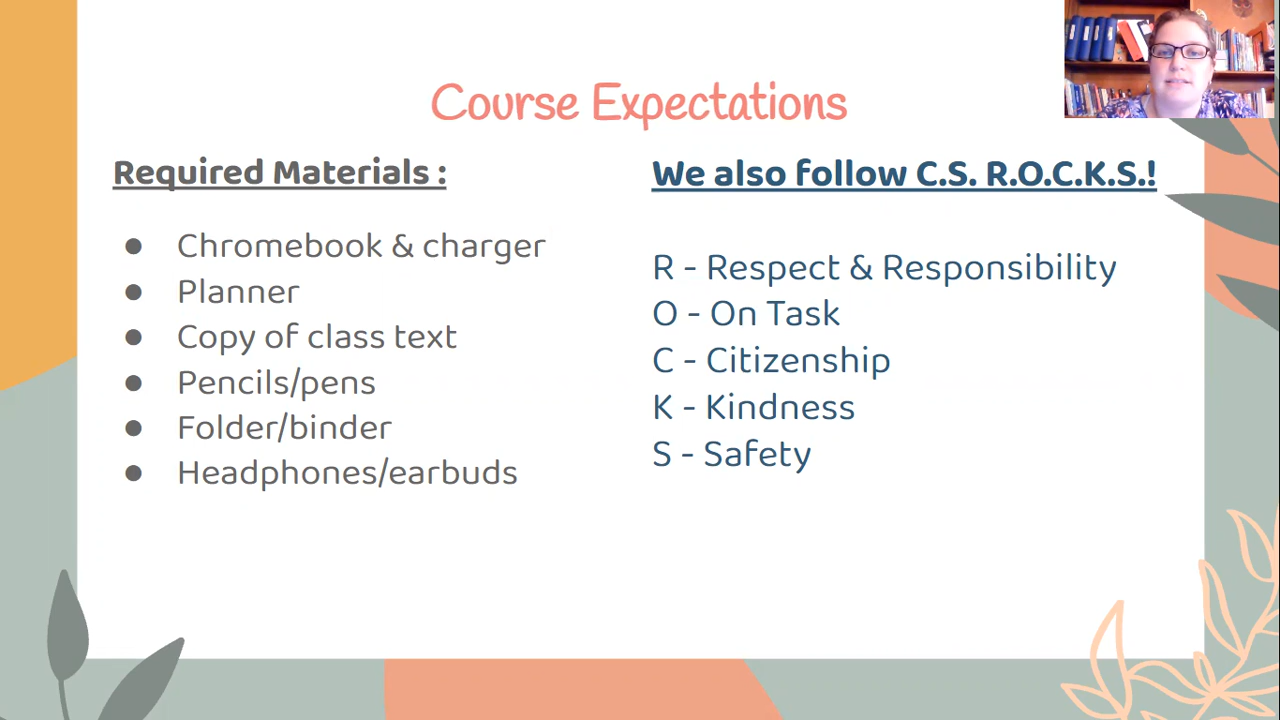 Course Expectations
Required Materials :
● Chromebook & charger
● Planner
● Copy of class text
● Pencils/pens
● Folder/binder
● Headphones/earbuds
We also follow C.S. R.O.C.K.S.!
R - Respect & Responsibility
O - On Task
C - Citizenship
K - Kindness
S - Safety